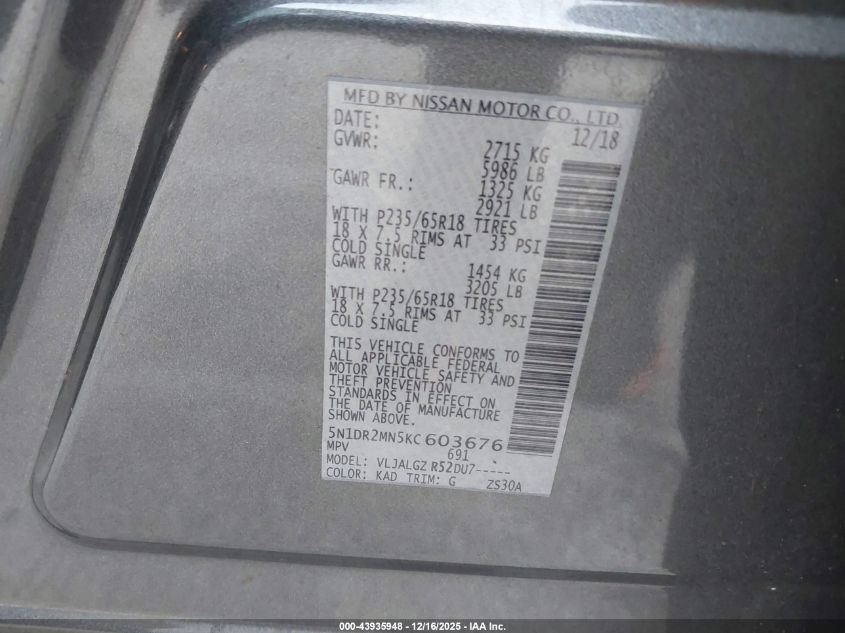 MFD BY NISSAN MOTOR CO., LTD.
DATE: 12/18
GVWR: 2715 KG
5986 LB
GAWR FR.: 1325 KG
2921 LB
WITH P235/65R18 TIRES
18 X 7.5 RIMS AT 33 PSI
COLD SINGLE
GAWR RR.: 1454 KG
3205 LB
WITH P235/65R18 TIRES
18 X 7.5 RIMS AT 33 PSI
COLD SINGLE
THIS VEHICLE CONFORMS TO
ALL APPLICABLE FEDERAL
MOTOR VEHICLE SAFETY AND
THEFT PREVENTION
STANDARDS IN EFFECT ON
THE DATE OF MANUFACTURE
SHOWN ABOVE.
5N1DR2MN5KC603676
MPV 691
MODEL: VLJALGZ R52DU7-----
COLOR: KAD TRIM: G ZS30A
000-43935948 - 12/16/2025 - IAA Inc.